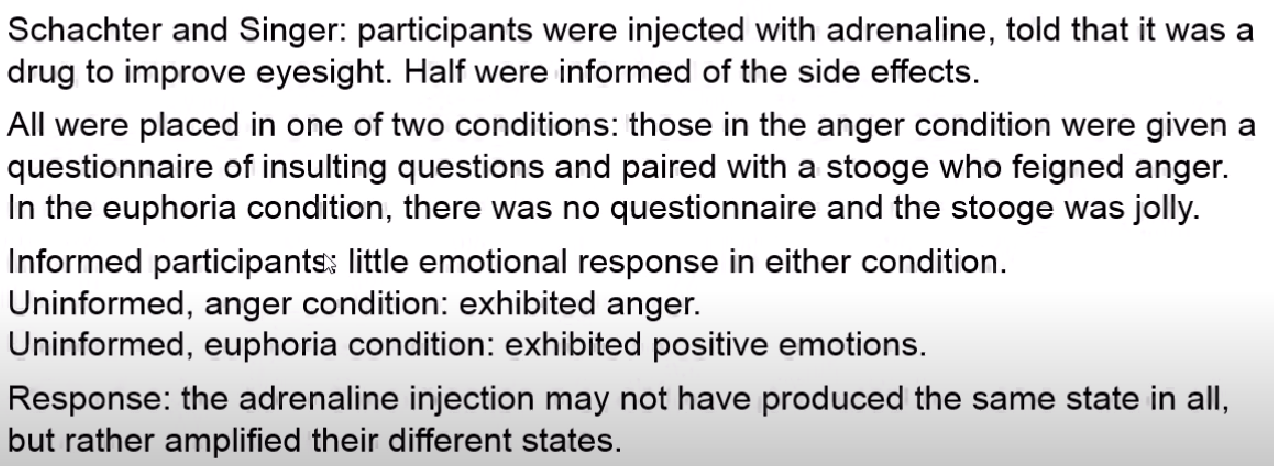 Schachter and Singer: participants were injected with adrenaline, told that it was a
drug to improve eyesight. Half were informed of the side effects.
All were placed in one of two conditions: those in the anger condition were given a
questionnaire of insulting questions and paired with a stooge who feigned anger.
In the euphoria condition, there was no questionnaire and the stooge was jolly.
Informed participants: little emotional response in either condition.
Uninformed, anger condition: exhibited anger.
Uninformed, euphoria condition: exhibited positive emotions.
Response: the adrenaline injection may not have produced the same state in all,
but rather amplified their different states.